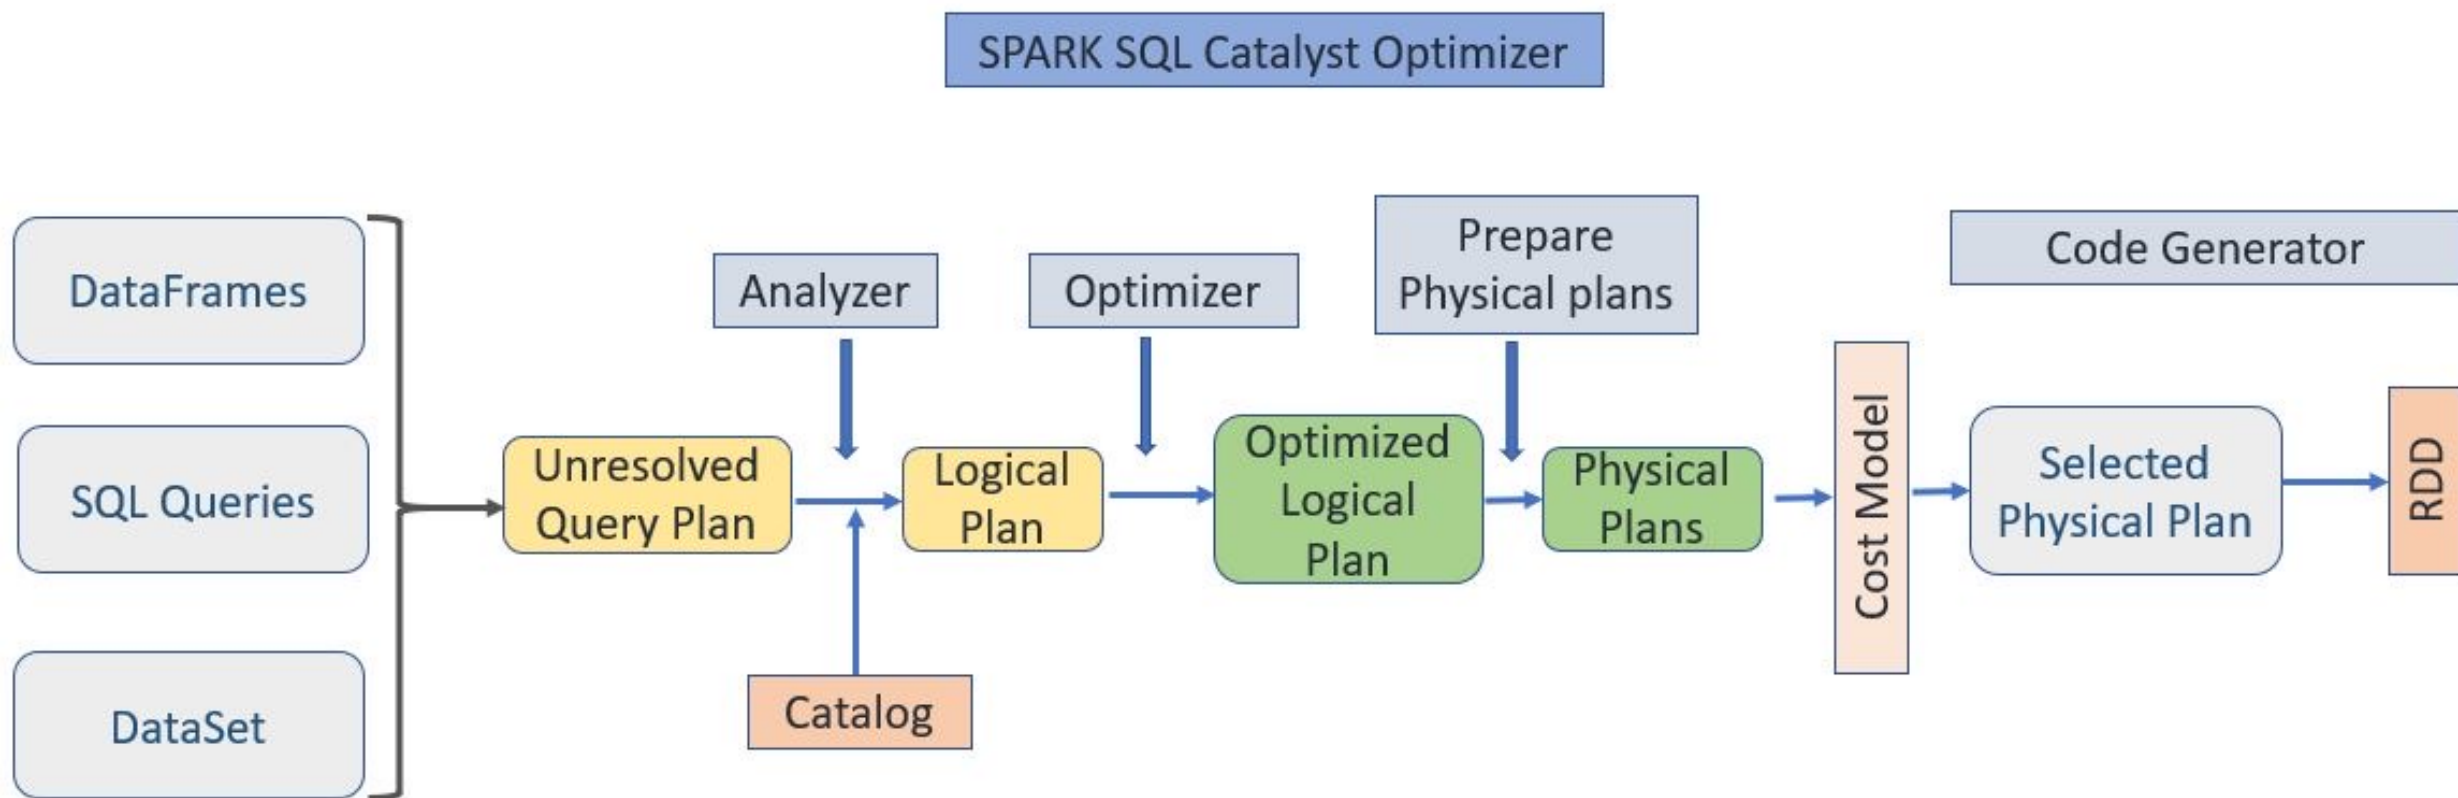 SPARK SQL Catalyst Optimizer
DataFrames
SQL Queries
DataSet
Unresolved
Query Plan
Analyzer
Catalog
Logical
Plan
Optimizer
Optimized
Logical
Plan
Prepare
Physical plans
Physical
Plans
Cost Model
Code Generator
Selected
Physical Plan
RDD